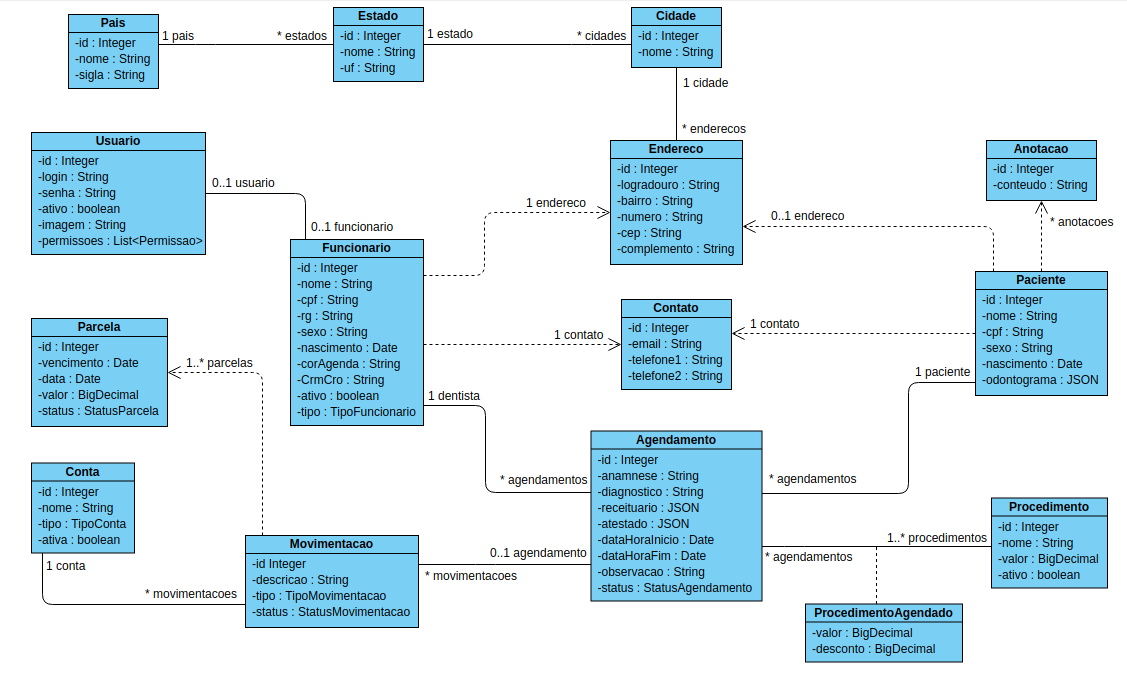 Pais
-id : Integer
-nome : String
-sigla : String
1 pais
* estados
Estado
-id : Integer
-nome : String
-uf : String
1 estado
* cidades
Cidade
-id : Integer
-nome : String
1 cidade
* enderecos
Usuario
-id : Integer
-login : String
-senha : String
-ativo : boolean
-imagem : String
-permissoes : List<Permissao>
0..1 usuario
0..1 funcionario
Endereco
-id : Integer
-logradouro : String
-bairro : String
-numero : String
-cep : String
-complemento : String
1 endereco
0..1 endereco
Anotacao
-id : Integer
-conteudo : String
* anotacoes
Funcionario
-id : Integer
-nome : String
-cpf : String
-rg : String
-sexo : String
-nascimento : Date
-corAgenda : String
-CrmCro : String
-ativo : boolean
-tipo : TipoFuncionario
1 contato
Contato
-id : Integer
-email : String
-telefone1 : String
-telefone2 : String
1 contato
Paciente
-id : Integer
-nome : String
-cpf : String
-sexo : String
-nascimento : Date
-odontograma : JSON
1 paciente
Parcela
-id : Integer
-vencimento : Date
-data : Date
-valor : BigDecimal
-status : StatusParcela
1..* parcelas
1 dentista
* agendamentos
Agendamento
-id : Integer
-anamnese : String
-diagnostico : String
-receituario : JSON
-atestado : JSON
-dataHoraInicio : Date
-dataHoraFim : Date
-observacao : String
-status : StatusAgendamento
* agendamentos
Conta
-id : Integer
-nome : String
-tipo : TipoConta
-ativa : boolean
1 conta
* movimentacoes
Movimentacao
-id Integer
-descricao : String
-tipo : TipoMovimentacao
-status : StatusMovimentacao
0..1 agendamento
* movimentacoes
1..* procedimentos
* agendamentos
Procedimento
-id : Integer
-nome : String
-valor : BigDecimal
-ativo : boolean
ProcedimentoAgendado
-valor : BigDecimal
-desconto : BigDecimal